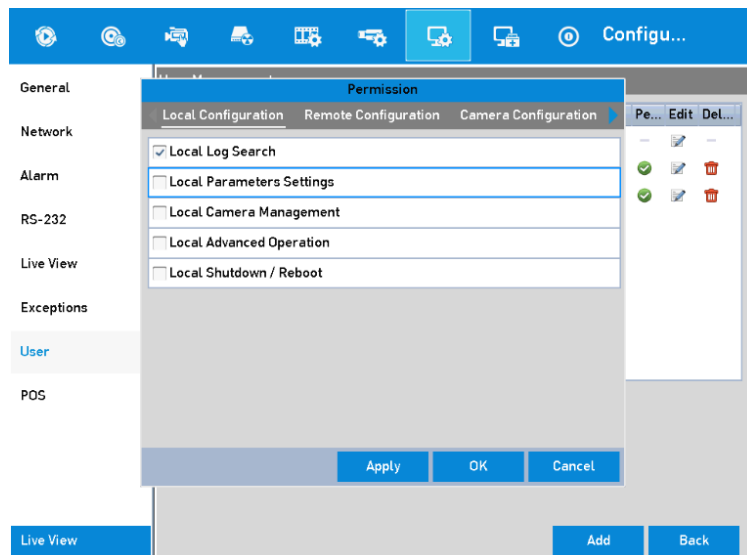 Configu...
General
Network
Alarm
RS-232
Live View
Exceptions
User
POS
Live View
Permission
Local Configuration Remote Configuration Camera Configuration
Local Log Search
Local Parameters Settings
Local Camera Management
Local Advanced Operation
Local Shutdown / Reboot
Apply OK Cancel
Pe... Edit Del...
Add Back